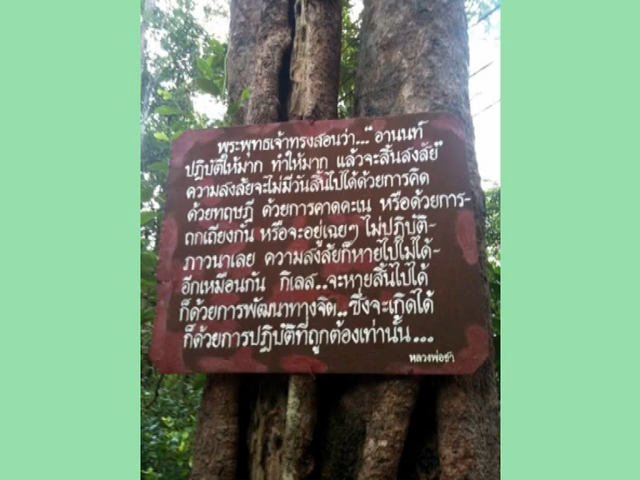 พระพุทธเจ้าทรงสอนว่า..."อานนท์
ปฏิบัติให้มาก ทำให้มาก แล้วจะสิ้นสงสัย"
ความสงสัยจะไม่มีวันสิ้นไปได้ด้วยการคิด
ด้วยทฤษฎี ด้วยการคาดคะเน หรือด้วยการ-
ถกเถียงกัน หรือจะอยู่เฉยๆ ไม่ปฏิบัติ-
ภาวนาเลย ความสงสัยก็หายไปไม่ได้-
อีกเหมือนกัน กิเลส..จะหายสิ้นไปได้
ก็ด้วยการพัฒนาทางจิต..ซึ่งจะเกิดได้
ก็ด้วยการปฏิบัติที่ถูกต้องเท่านั้น...
หลวงพ่อชา